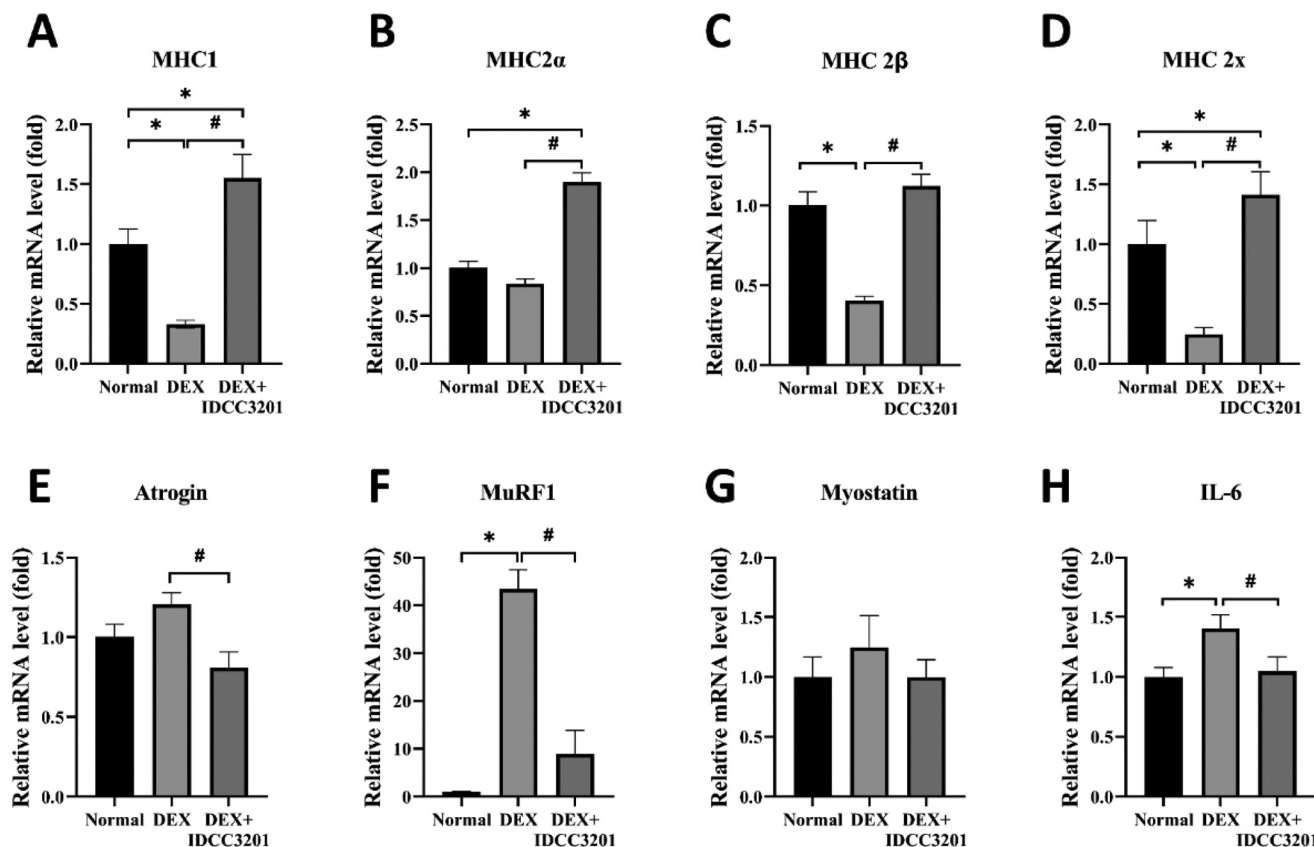 A
MHC1
Relative mRNA level (fold)
2.0
1.5
1.0
0.5
0.0
*
*
#
Normal DEX DEX+
IDCC3201
B
MHC2α
Relative mRNA level (fold)
2.5
2.0
1.5
1.0
0.5
0.0
*
#
Normal DEX DEX+
IDCC3201
C
MHC 2β
Relative mRNA level (fold)
1.5
1.0
0.5
0.0
*
#
Normal DEX DEX+
DCC3201
D
MHC 2x
Relative mRNA level (fold)
2.0
1.5
1.0
0.5
0.0
*
*
#
Normal DEX DEX+
IDCC3201
E
Atrogin
Relative mRNA level (fold)
1.5
1.0
0.5
0.0
#
Normal DEX DEX+
IDCC3201
F
MuRF1
Relative mRNA level (fold)
50
40
30
20
10
0
*
#
Normal DEX DEX+
IDCC3201
G
Myostatin
Relative mRNA level (fold)
2.0
1.5
1.0
0.5
0.0
Normal DEX DEX+
IDCC3201
H
IL-6
Relative mRNA level (fold)
2.0
1.5
1.0
0.5
0.0
*
#
Normal DEX DEX+
IDCC3201